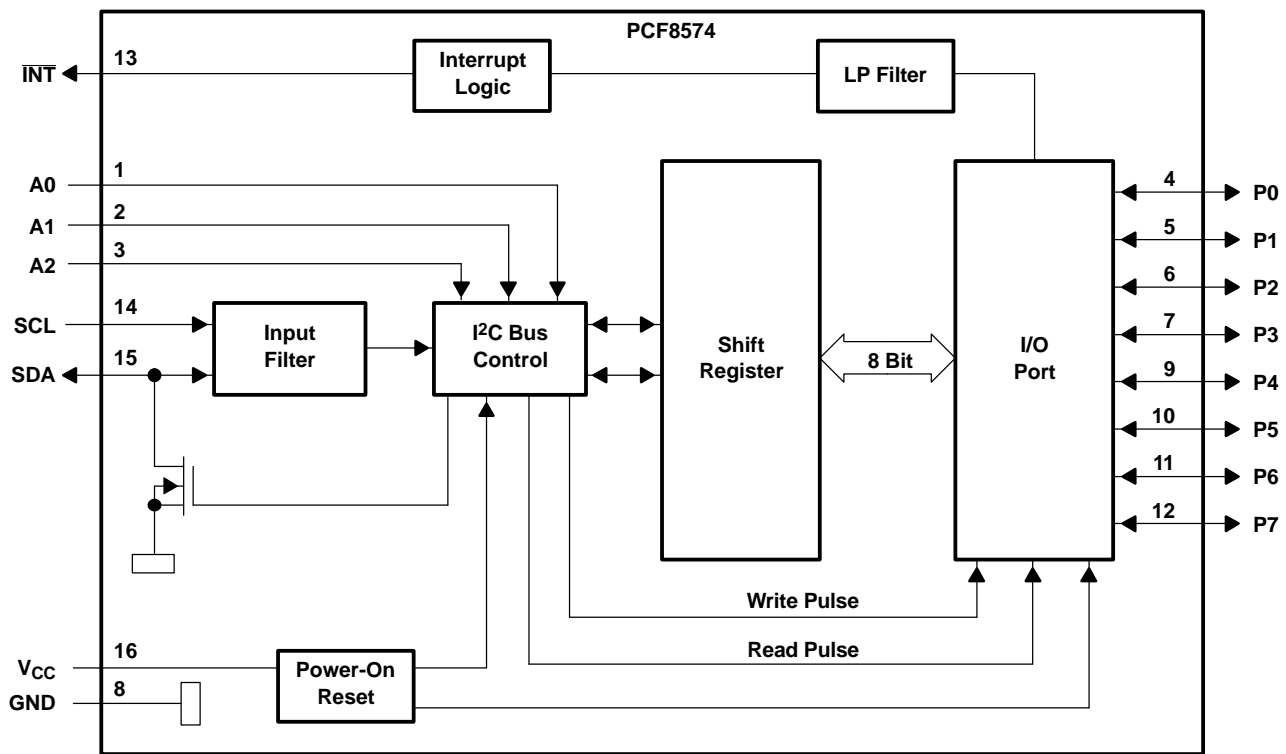 PCF8574
INT
13
Interrupt
Logic
LP Filter
A0
1
A1
2
A2
3
SCL
14
SDA
15
Input
Filter
I²C Bus
Control
Shift
Register
8 Bit
I/O
Port
4
P0
5
P1
6
P2
7
P3
9
P4
10
P5
11
P6
12
P7
Write Pulse
Read Pulse
VCC
16
GND
8
Power-On
Reset